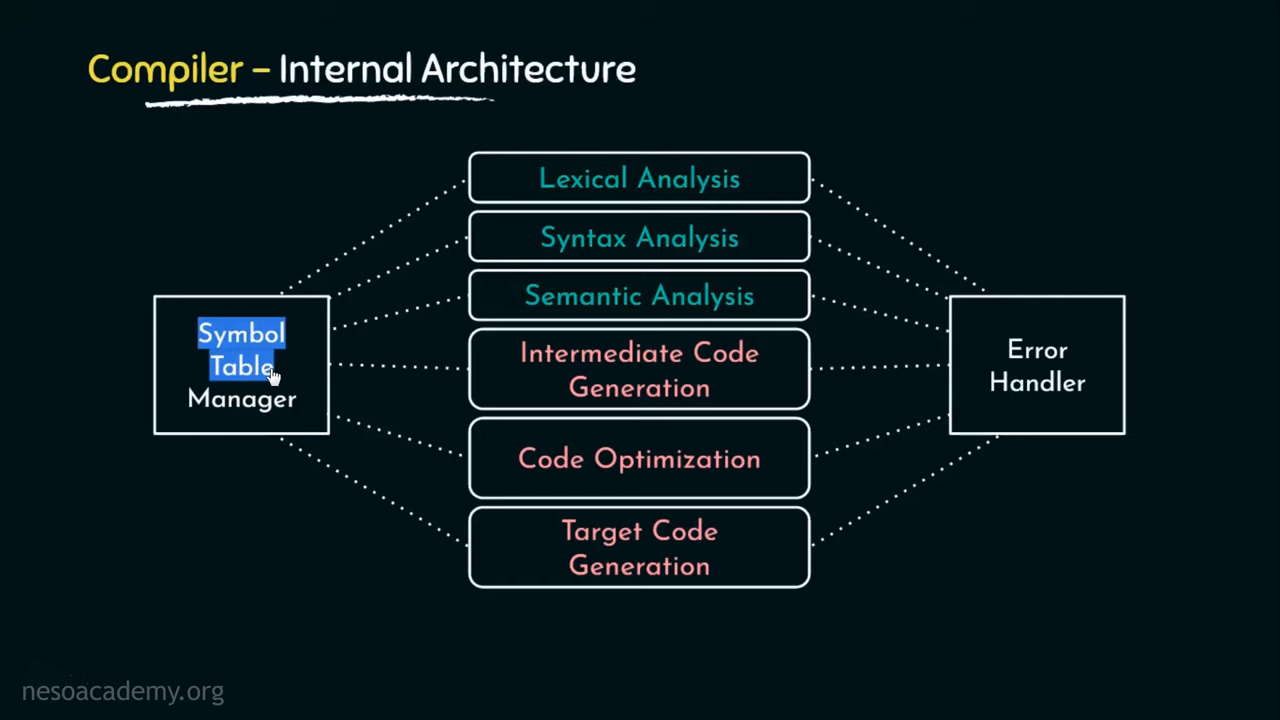 Compiler – Internal Architecture
Lexical Analysis
Syntax Analysis
Semantic Analysis
Intermediate Code
Generation
Code Optimization
Target Code
Generation
Symbol
Table
Manager
Error
Handler
nesoacademy.org